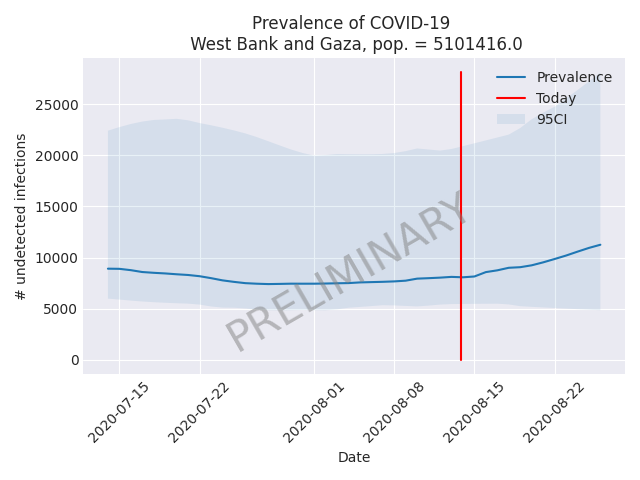 Prevalence of COVID-19
West Bank and Gaza, pop. = 5101416.0
Prevalence
Today
95CI
# undetected infections
25000
20000
15000
10000
5000
0
PRELIMINARY
2020-07-15
2020-07-22
2020-08-01
2020-08-08
2020-08-15
2020-08-22
Date